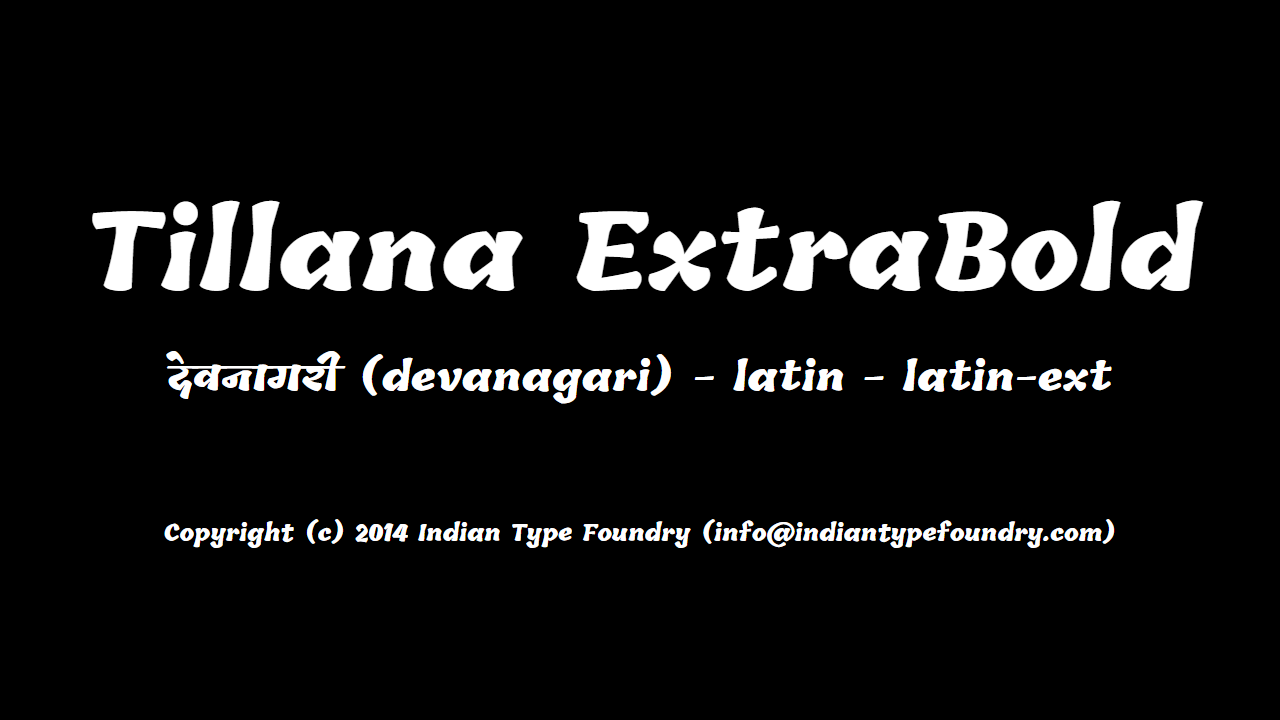 Tillana ExtraBold
देवनागरी (devanagari) - latin - latin-ext
Copyright (c) 2014 Indian Type Foundry (info@indiantypefoundry.com)